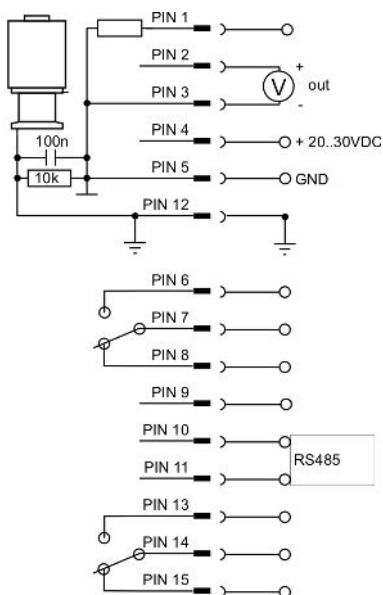 PIN 1
PIN 2
+
V
out
PIN 3
-
PIN 4
+ 20..30VDC
100n
PIN 5
GND
10k
PIN 12
PIN 6
PIN 7
PIN 8
PIN 9
PIN 10
RS485
PIN 11
PIN 13
PIN 14
PIN 15